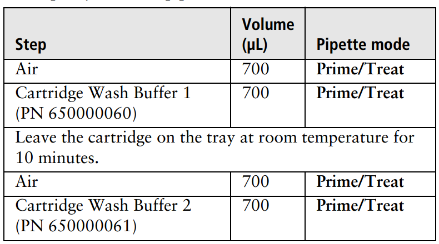 Step Volume (µL) Pipette mode
Air 700 Prime/Treat
Cartridge Wash Buffer 1 700 Prime/Treat
(PN 650000060)
Leave the cartridge on the tray at room temperature for
10 minutes.
Air 700 Prime/Treat
Cartridge Wash Buffer 2 700 Prime/Treat
(PN 650000061)